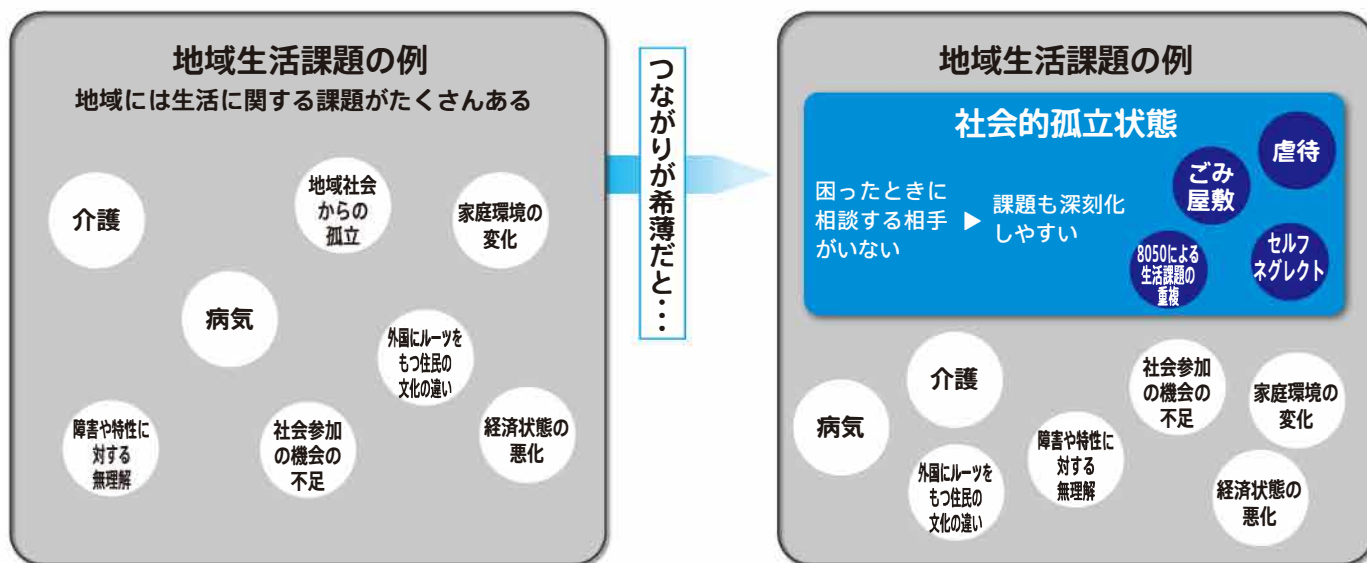 地域生活課題の例
地域には生活に関する課題がたくさんある
介護
地域社会
からの
孤立
家庭環境の
変化
病気
外国にルーツを
もつ住民の
文化の違い
障害や特性に
対する
無理解
社会参加
の機会の
不足
経済状態の
悪化
つながりが希薄だと・・・
地域生活課題の例
社会的孤立状態
困ったときに
相談する相手
がいない
▶
課題も深刻化
しやすい
虐待
ごみ
屋敷
8050による
生活課題の
重複
セルフ
ネグレクト
病気
介護
外国にルーツを
もつ住民の
文化の違い
障害や特性に
対する
無理解
社会参加
の機会の
不足
家庭環境の
変化
経済状態の
悪化